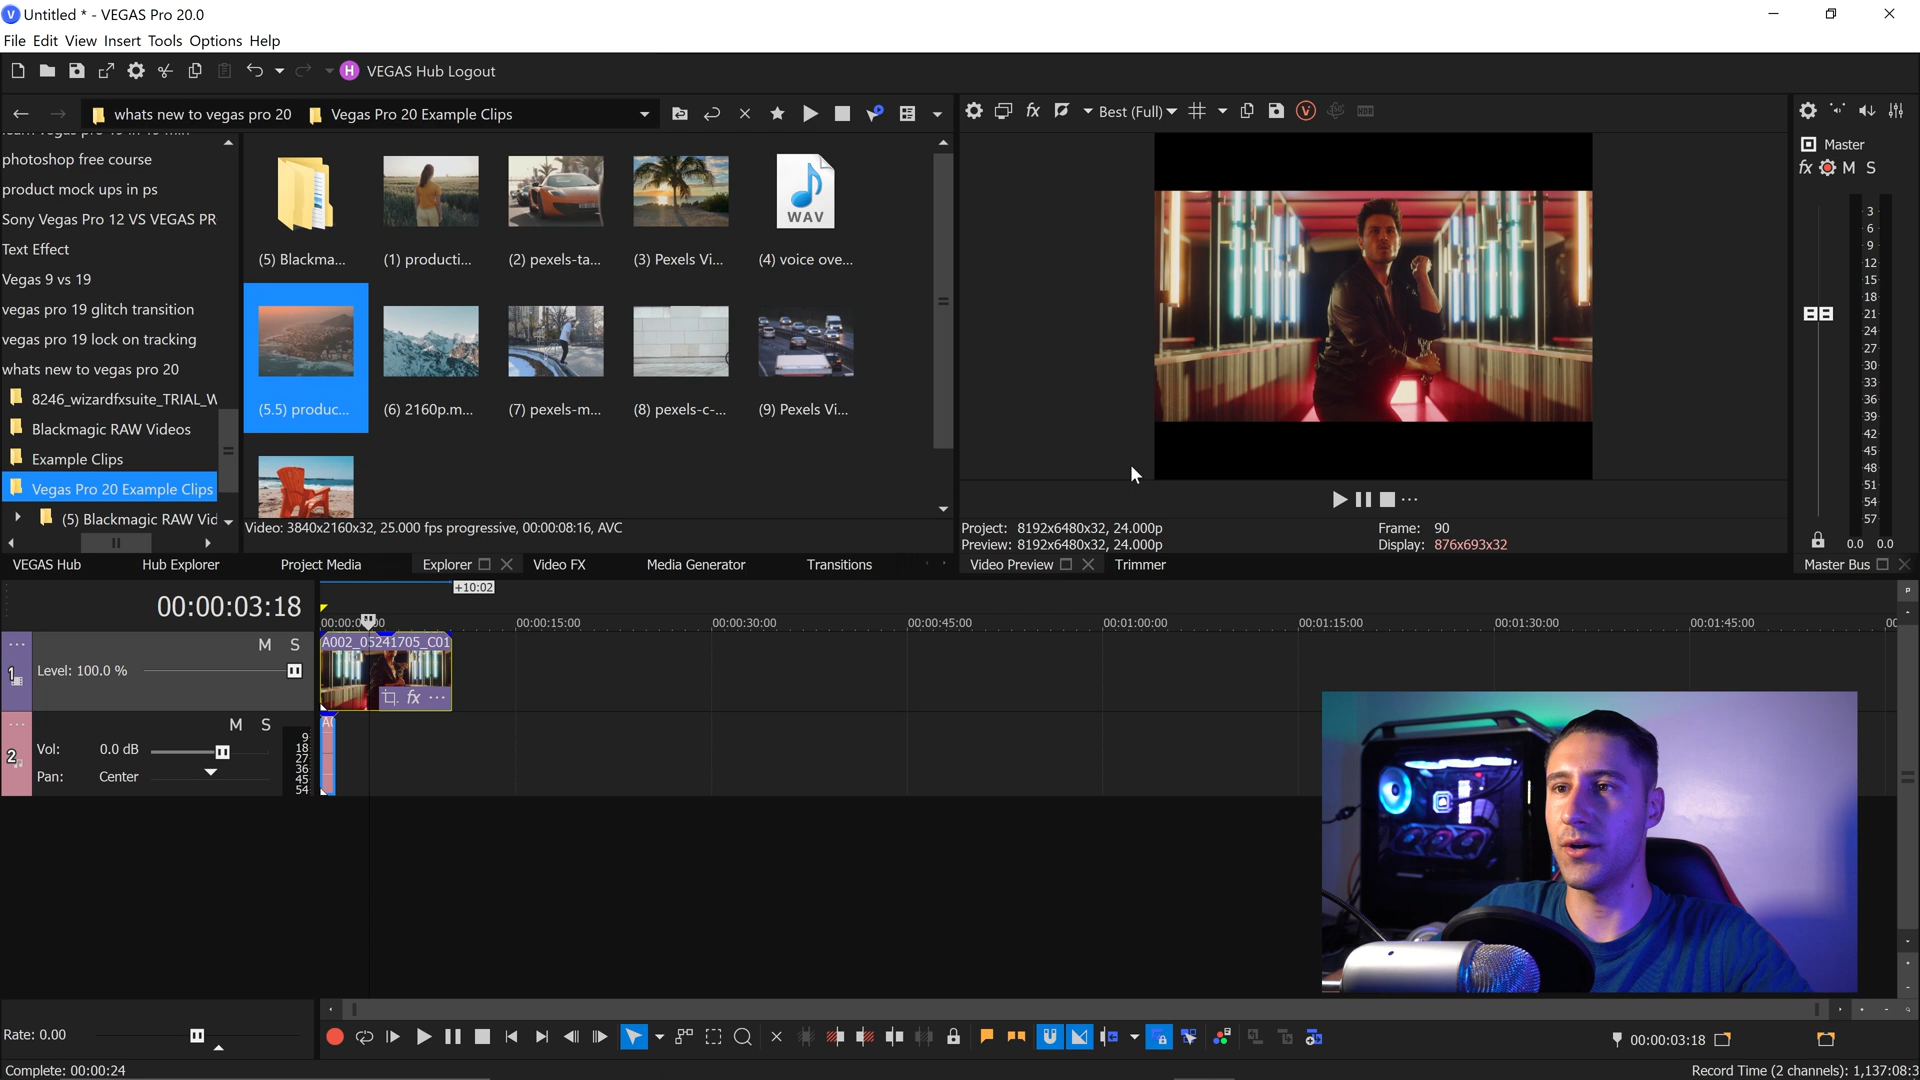 Untitled * - VEGAS Pro 20.0
File Edit View Insert Tools Options Help
H VEGAS Hub Logout
whats new to vegas pro 20 Vegas Pro 20 Example Clips
Best (Full)
photoshop free course
product mock ups in ps
Sony Vegas Pro 12 VS VEGAS PR
Text Effect
Vegas 9 vs 19
vegas pro 19 glitch transition
vegas pro 19 lock on tracking
whats new to vegas pro 20
8246_wizardfxsuite_TRIAL_W
Blackmagic RAW Videos
Example Clips
Vegas Pro 20 Example Clips
(5) Blackmagic RAW Vid
WAV
(5) Blackma... (1) producti... (2) pexels-ta... (3) Pexels Vi... (4) voice ove...
(5.5) produc... (6) 2160p.m... (7) pexels-m... (8) pexels-c-... (9) Pexels Vi...
Video: 3840x2160x32, 25.000 fps progressive, 00:00:08:16, AVC
Project: 8192x6480x32, 24.000p
Preview: 8192x6480x32, 24.000p
Frame: 90
Display: 876x693x32
Master
fx M S
3
6
9
12
15
18
21
24
27
30
33
36
39
42
45
48
51
54
57
0.0 0.0
VEGAS Hub Hub Explorer Project Media Explorer Video FX Media Generator Transitions
Video Preview Trimmer
Master Bus
+10:02
00:00:03:18
00:00:15:00 00:00:30:00 00:00:45:00 00:01:00:00 00:01:15:00 00:01:30:00 00:01:45:00
M S
1
Level: 100.0 %
A002_05241705_C01
fx
M S
2
Vol: 0.0 dB
Pan: Center
9
18
27
36
45
54
Rate: 0.00
00:00:03:18
Complete: 00:00:24
Record Time (2 channels): 1,137:08:3